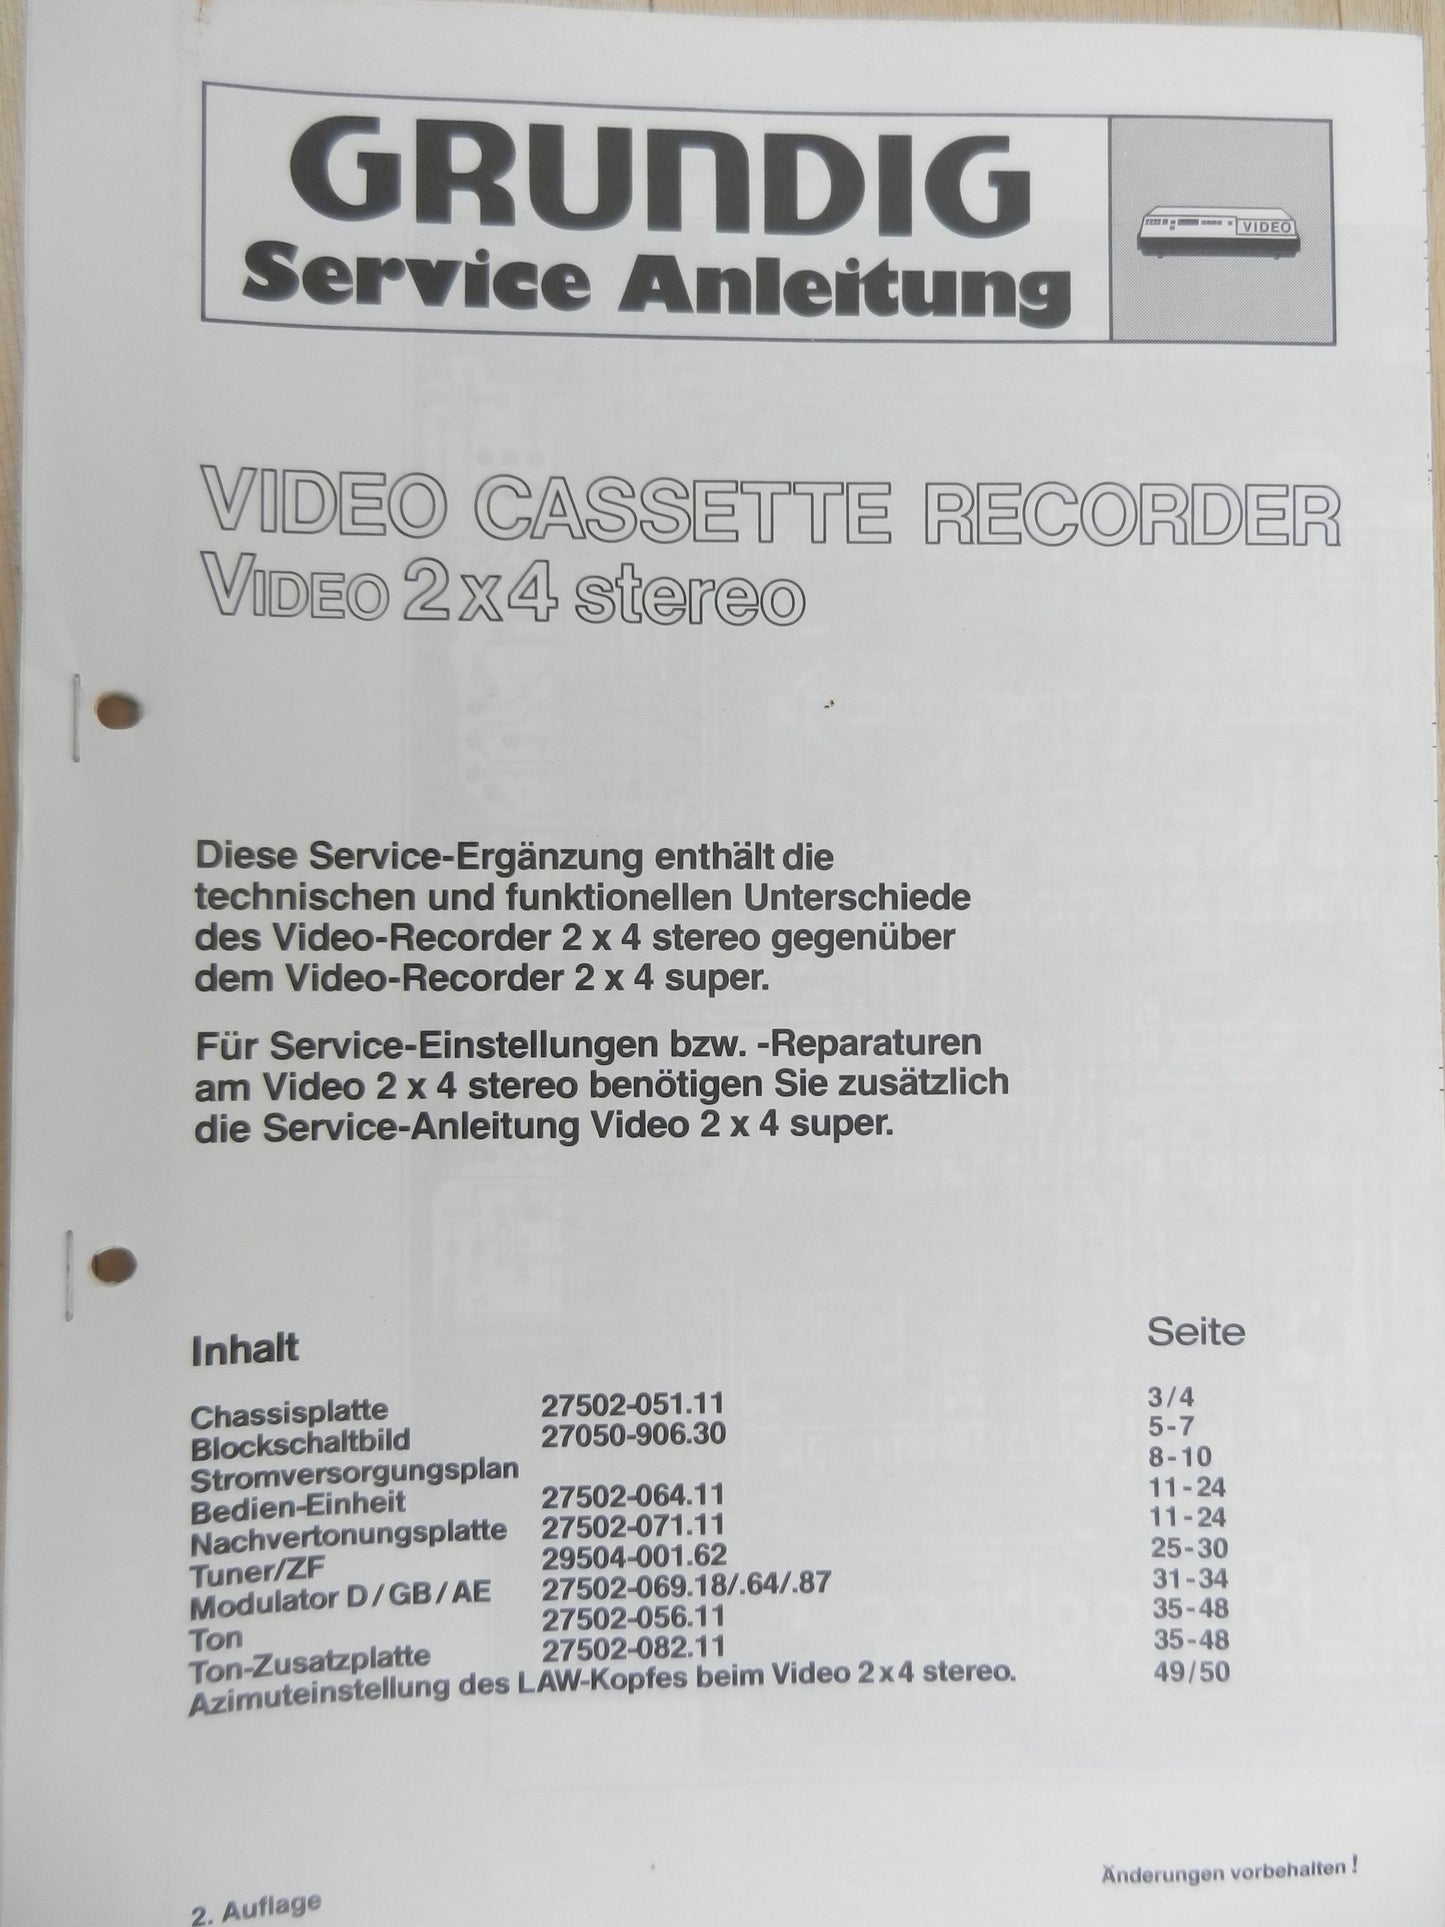 GRUNDIG
Service Anleitung
VIDEO
VIDEO CASSETTE RECORDER
VIDEO 2x4 stereo
Diese Service-Ergänzung enthält die
technischen und funktionellen Unterschiede
des Video-Recorder 2 x 4 stereo gegenüber
dem Video-Recorder 2 x 4 super.
Für Service-Einstellungen bzw. -Reparaturen
am Video 2 x 4 stereo benötigen Sie zusätzlich
die Service-Anleitung Video 2 x 4 super.
Inhalt Seite
Chassisplatte 27502-051.11 3/4
Blockschaltbild 27050-906.30 5-7
Stromversorgungsplan 8-10
Bedien-Einheit 27502-064.11 11-24
Nachvertonungsplatte 27502-071.11 11-24
Tuner/ZF 29504-001.62 25-30
Modulator D/GB/AE 27502-069.18/.64/.87 31-34
Ton 27502-056.11 35-48
Ton-Zusatzplatte 27502-082.11 35-48
Azimuteinstellung des LAW-Kopfes beim Video 2x4 stereo. 49/50
Änderungen vorbehalten!
2. Auflage